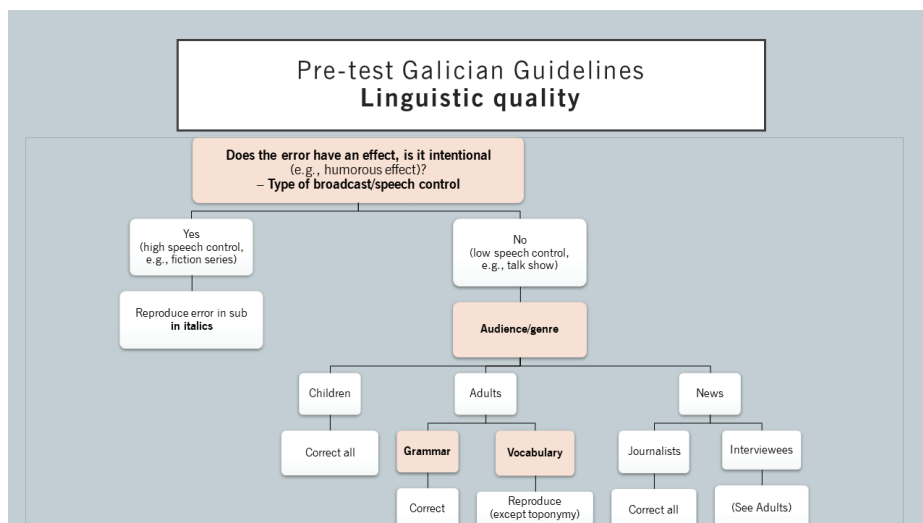 Pre-test Galician Guidelines
Linguistic quality
Does the error have an effect, is it intentional
(e.g., humorous effect)?
– Type of broadcast/speech control
Yes
(high speech control,
e.g., fiction series)
No
(low speech control,
e.g., talk show)
Reproduce error in sub
in italics
Audience/genre
Children
Adults
News
Correct all
Grammar
Vocabulary
Journalists
Interviewees
Correct
Reproduce
(except toponymy)
Correct all
(See Adults)